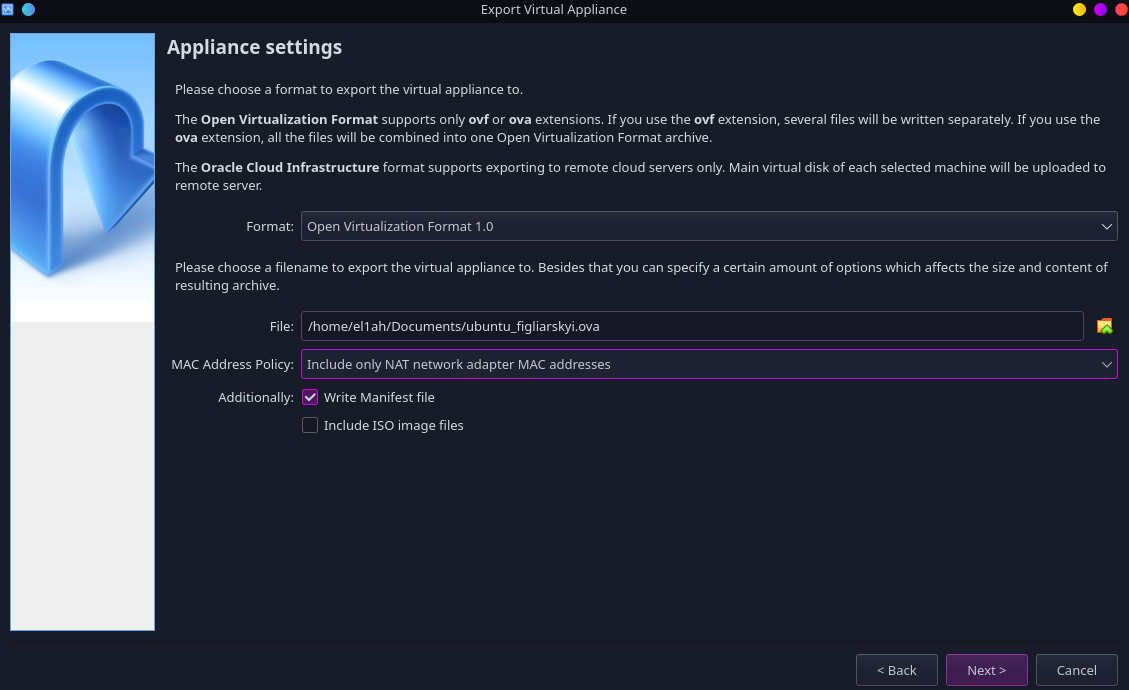 Export Virtual Appliance
Appliance settings
Please choose a format to export the virtual appliance to.
The Open Virtualization Format supports only ovf or ova extensions. If you use the ovf extension, several files will be written separately. If you use the
ova extension, all the files will be combined into one Open Virtualization Format archive.
The Oracle Cloud Infrastructure format supports exporting to remote cloud servers only. Main virtual disk of each selected machine will be uploaded to
remote server.
Format: Open Virtualization Format 1.0
Please choose a filename to export the virtual appliance to. Besides that you can specify a certain amount of options which affects the size and content of
resulting archive.
File: /home/el1ah/Documents/ubuntu_figliarskyi.ova
MAC Address Policy: Include only NAT network adapter MAC addresses
Additionally: Write Manifest file
Include ISO image files
< Back Next > Cancel